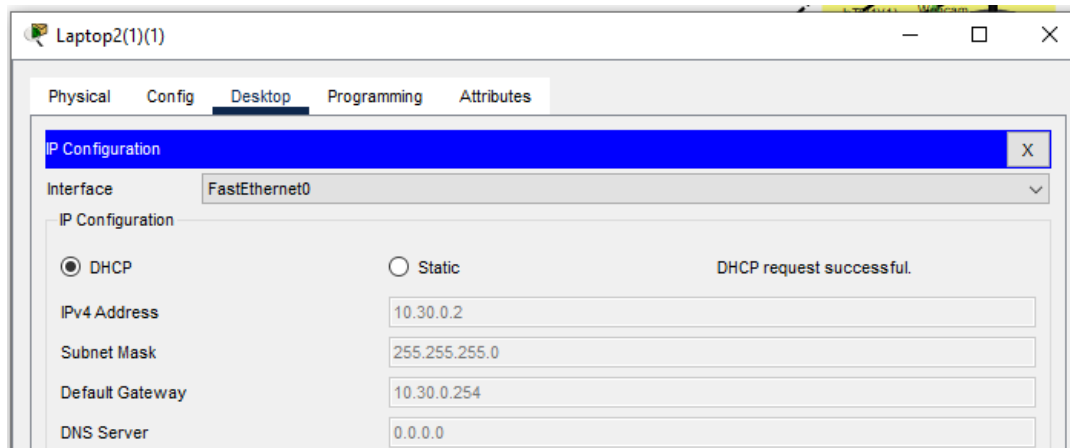 Laptop2(1)(1)
Physical Config Desktop Programming Attributes
IP Configuration X
Interface FastEthernet0
IP Configuration
DHCP Static DHCP request successful.
IPv4 Address 10.30.0.2
Subnet Mask 255.255.255.0
Default Gateway 10.30.0.254
DNS Server 0.0.0.0